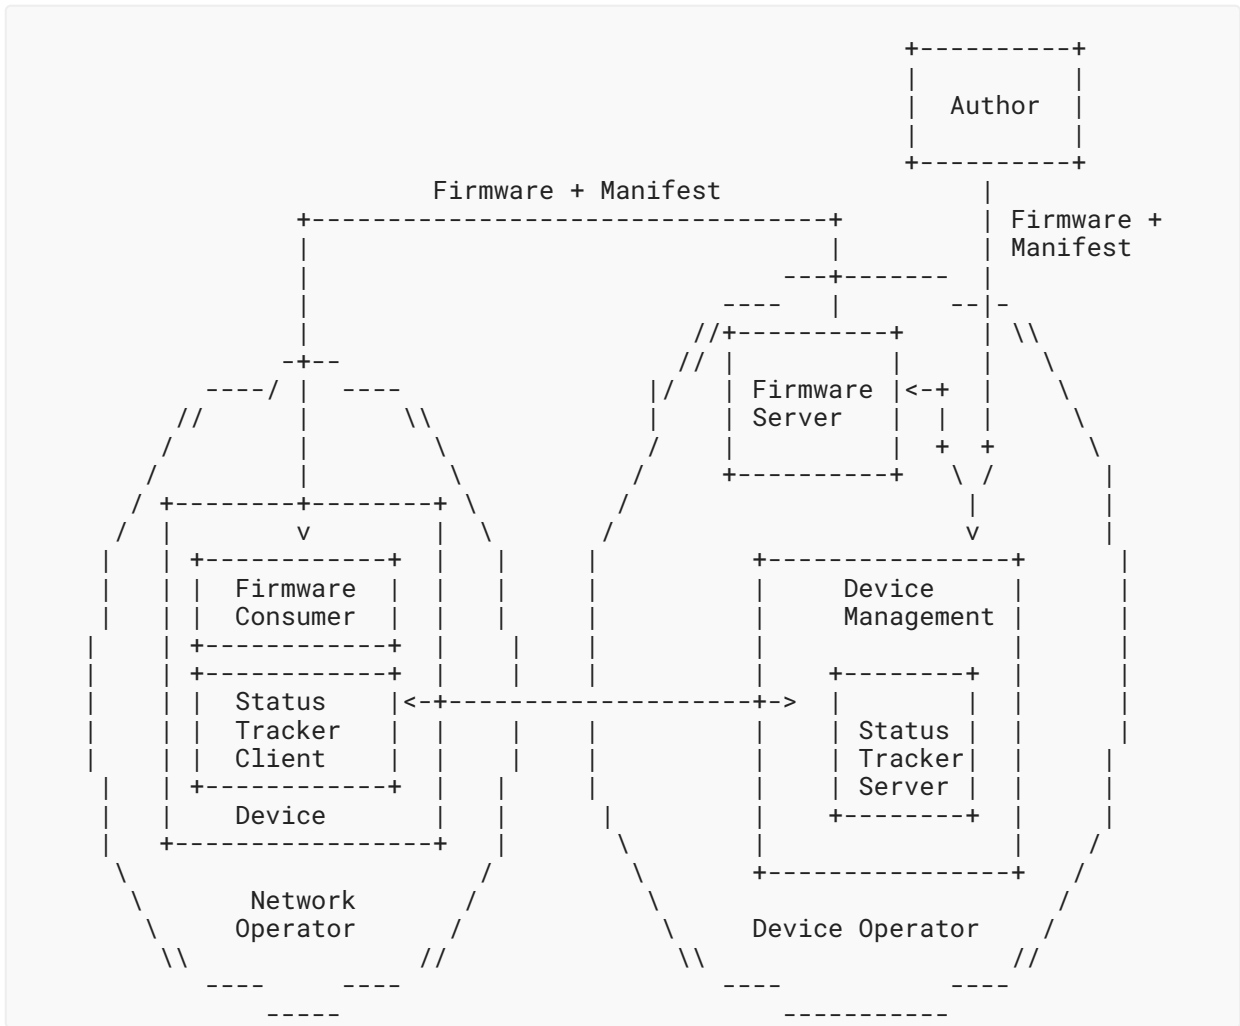 Author
Firmware + Manifest
Firmware +
Manifest
Firmware
Server
Firmware
Consumer
Device
Management
Status
Tracker
Client
Status
Tracker
Server
Device
Network
Operator
Device Operator